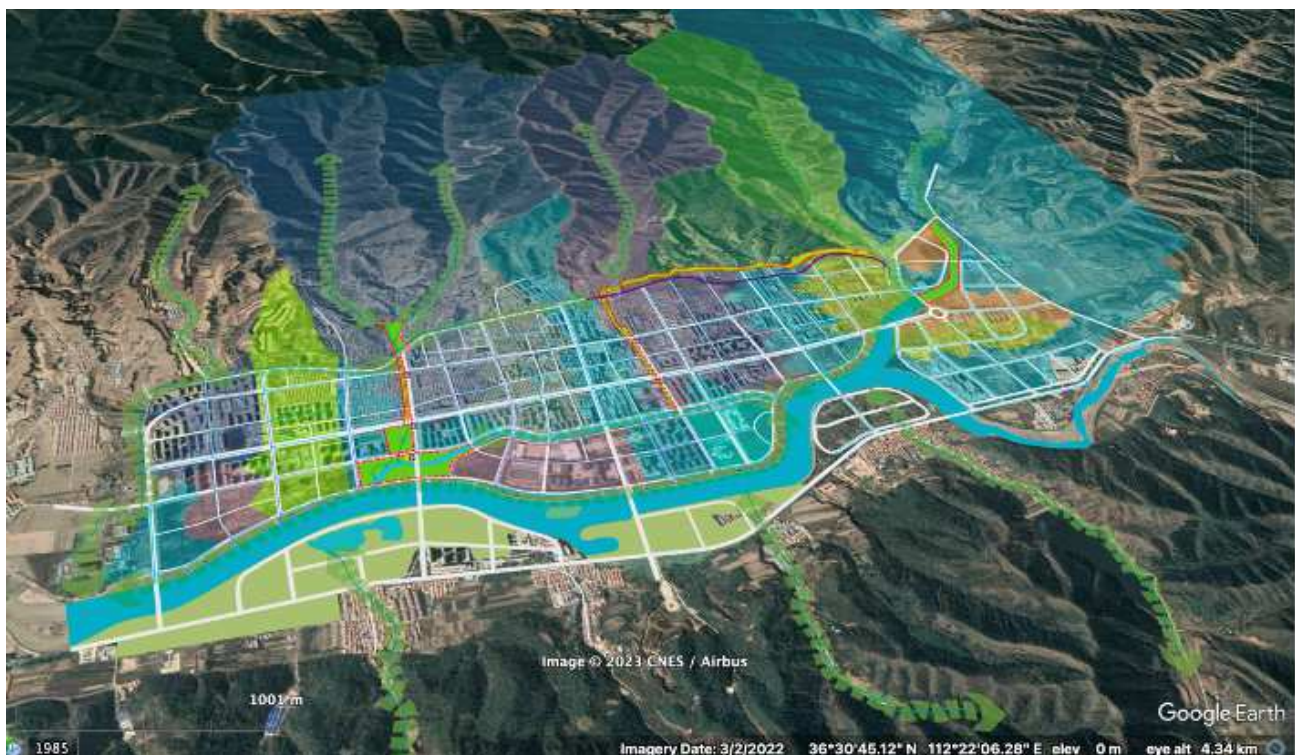 Image © 2023 CNES / Airbus
1001 m
Google Earth
1985
Imagery Date: 3/2/2022 36°30'45.12" N 112°22'06.28" E elev 0 m eye alt 4.34 km